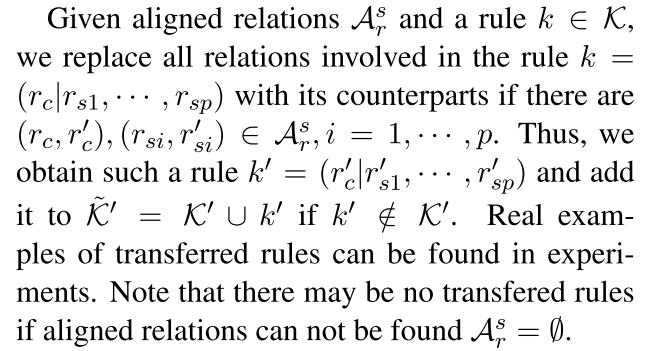 Given aligned relations $\mathcal{A}_r^s$ and a rule $k \in \mathcal{K}$,
we replace all relations involved in the rule $k =$
$(r_c|r_{s1}, \cdots, r_{sp})$ with its counterparts if there are
$(r_c, r'_c), (r_{si}, r'_{si}) \in \mathcal{A}_r^s, i = 1, \cdots, p$. Thus, we
obtain such a rule $k' = (r'_c|r'_{s1}, \cdots, r'_{sp})$ and add
it to $\tilde{\mathcal{K}}' = \mathcal{K}' \cup k'$ if $k' \notin \mathcal{K}'$. Real exam-
ples of transferred rules can be found in experi-
ments. Note that there may be no transfered rules
if aligned relations can not be found $\mathcal{A}_r^s = \emptyset$.